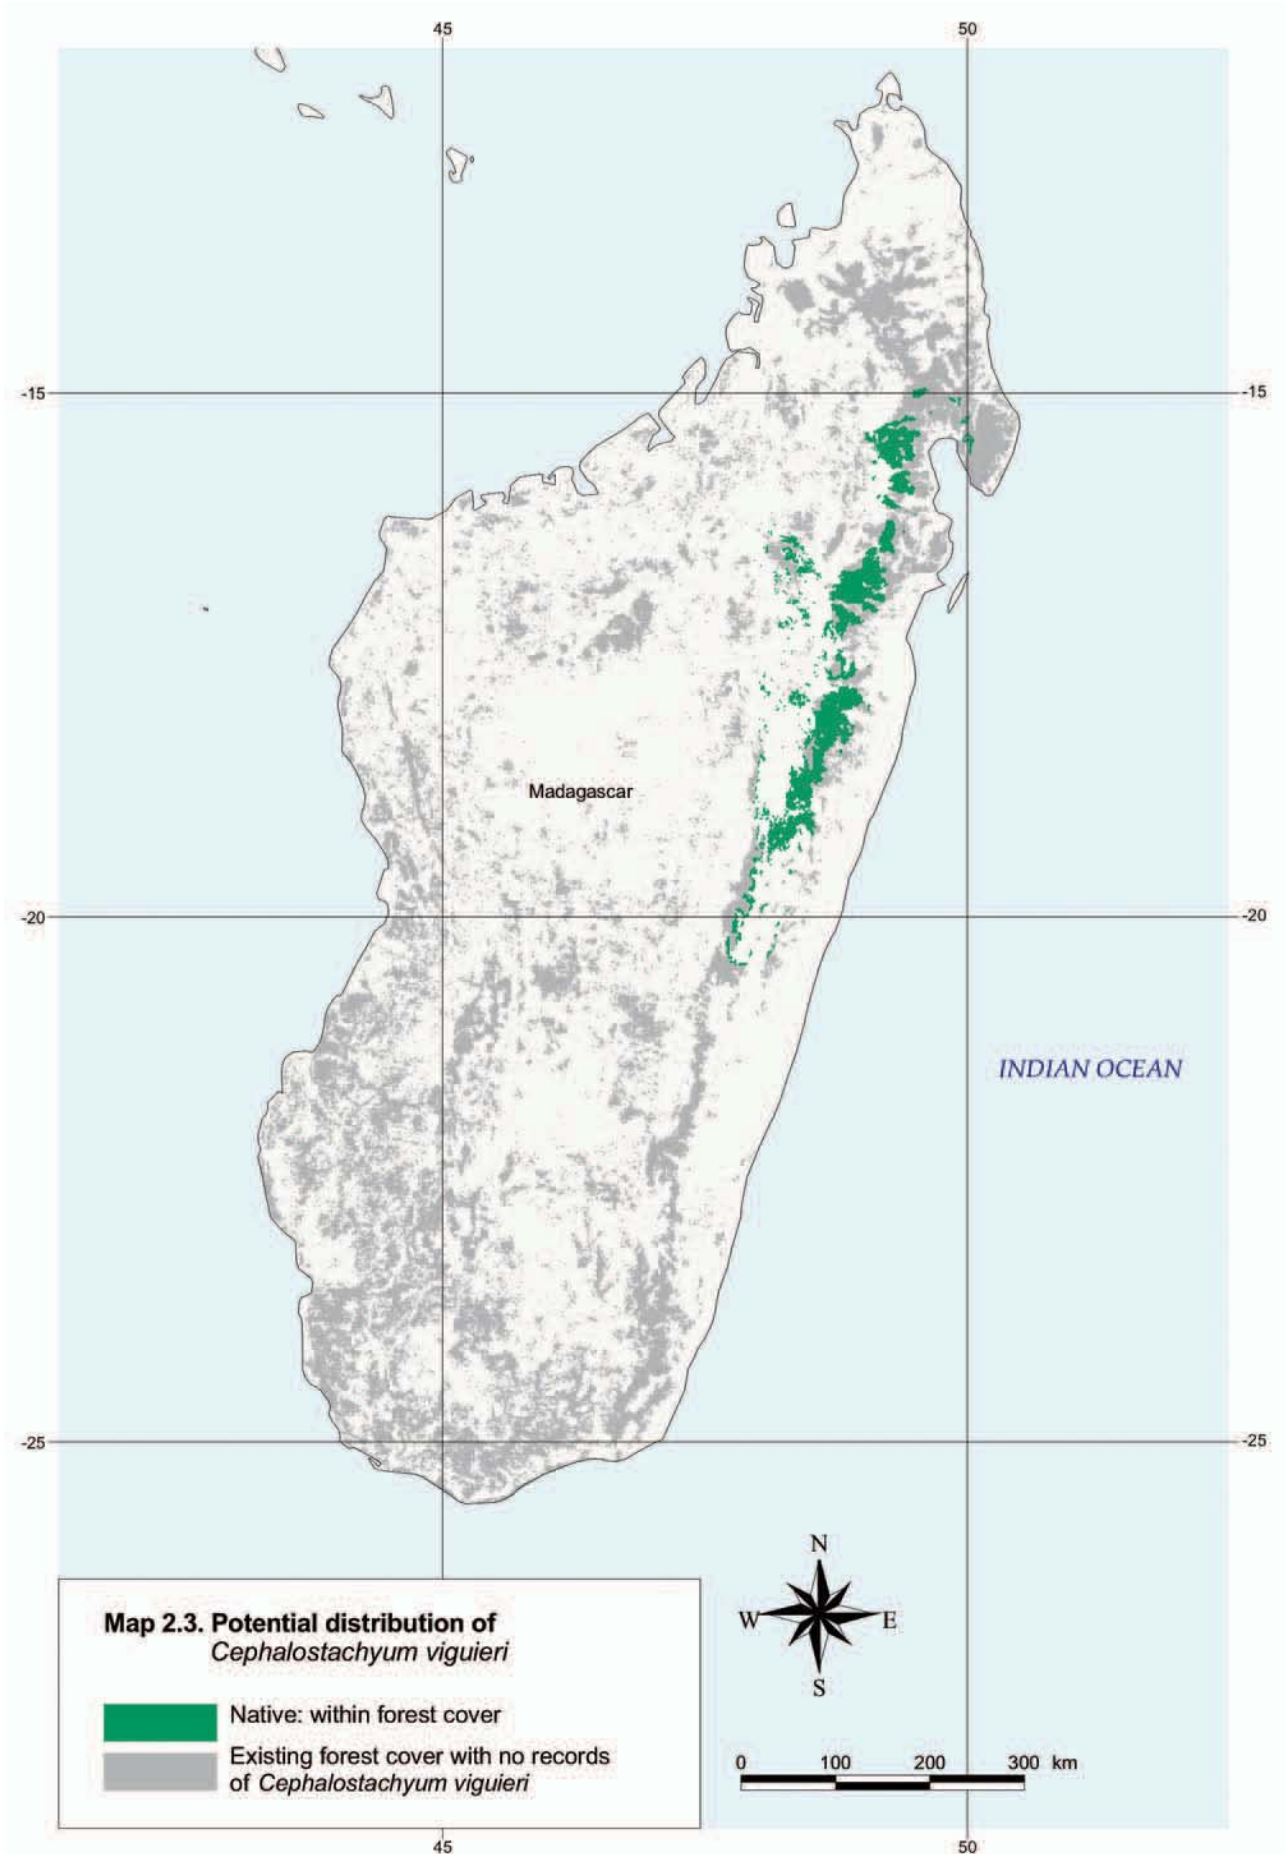 45 50
-15 -15
Madagascar
-20 -20
INDIAN OCEAN
-25 -25
N
W E
S
Map 2.3. Potential distribution of
Cephalostachyum viguieri
Native: within forest cover
Existing forest cover with no records
of Cephalostachyum viguieri
0 100 200 300 km
45 50